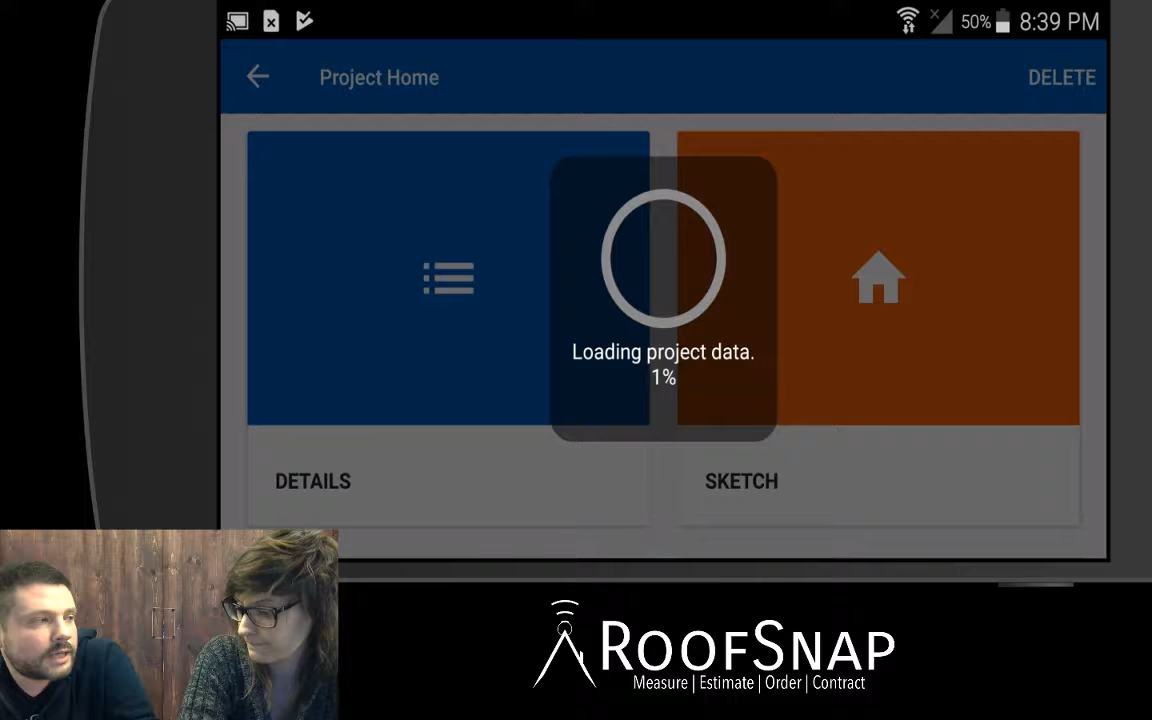 50% 8:39 PM
Project Home DELETE
Loading project data.
1%
DETAILS SKETCH
ROOFSNAP
Measure | Estimate | Order | Contract